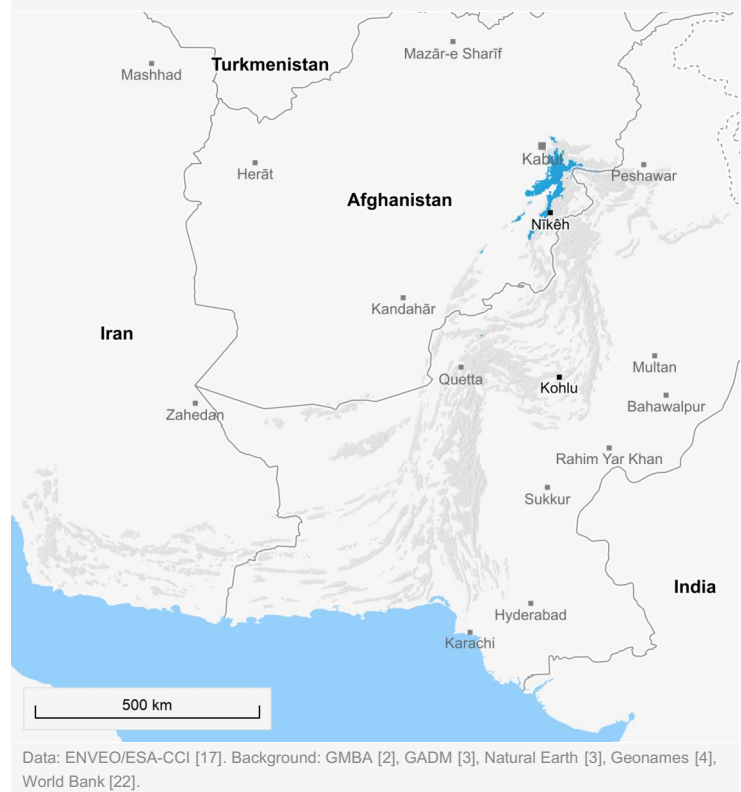 Turkmenistan
Mazār-e Sharīf
Mashhad
Kabul
Herāt
Peshawar
Afghanistan
Nīkêh
Kandahār
Iran
Multan
Quetta
Kohlu
Zahedan
Bahawalpur
Rahim Yar Khan
Sukkur
India
Hyderabad
Karachi
500 km
Data: ENVEO/ESA-CCI [17]. Background: GMBA [2], GADM [3], Natural Earth [3], Geonames [4],
World Bank [22].